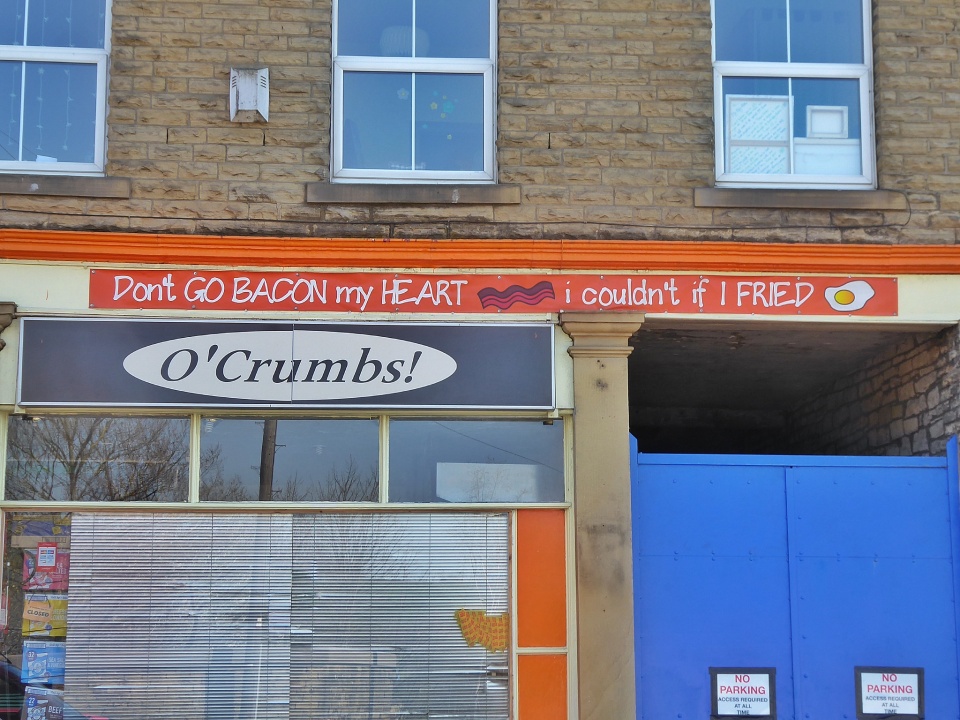 Don't GO BACON my HEART i couldn't if I FRIED
O'Crumbs!
CLOSED
NO
PARKING
ACCESS REQUIRED
AT ALL
TIME
NO
PARKING
ACCESS REQUIRED
AT ALL
TIME